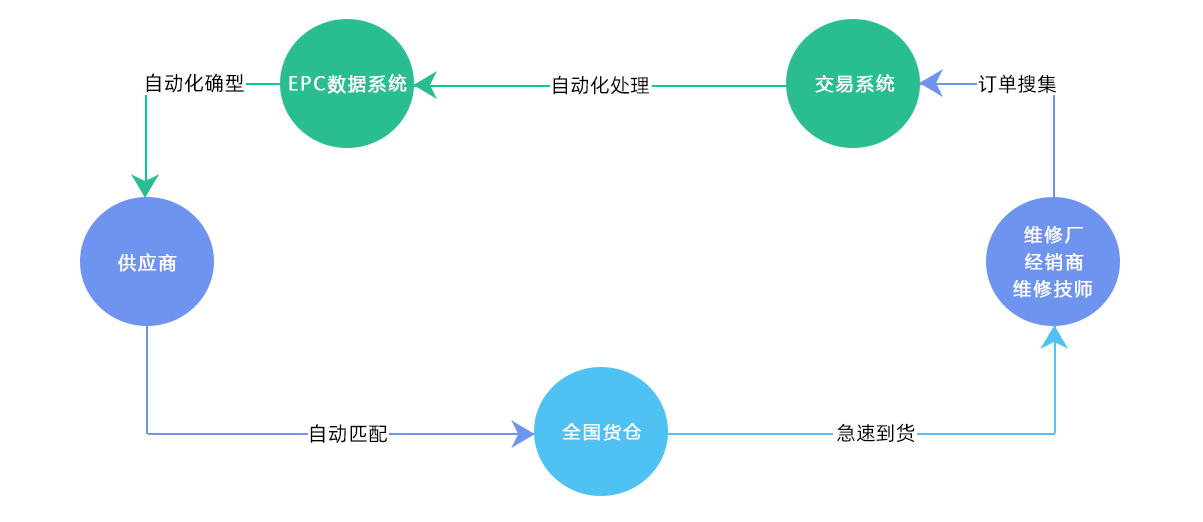 自动化确型
EPC数据系统
自动化处理
交易系统
订单搜集
供应商
维修厂
经销商
维修技师
自动匹配
全国货仓
急速到货